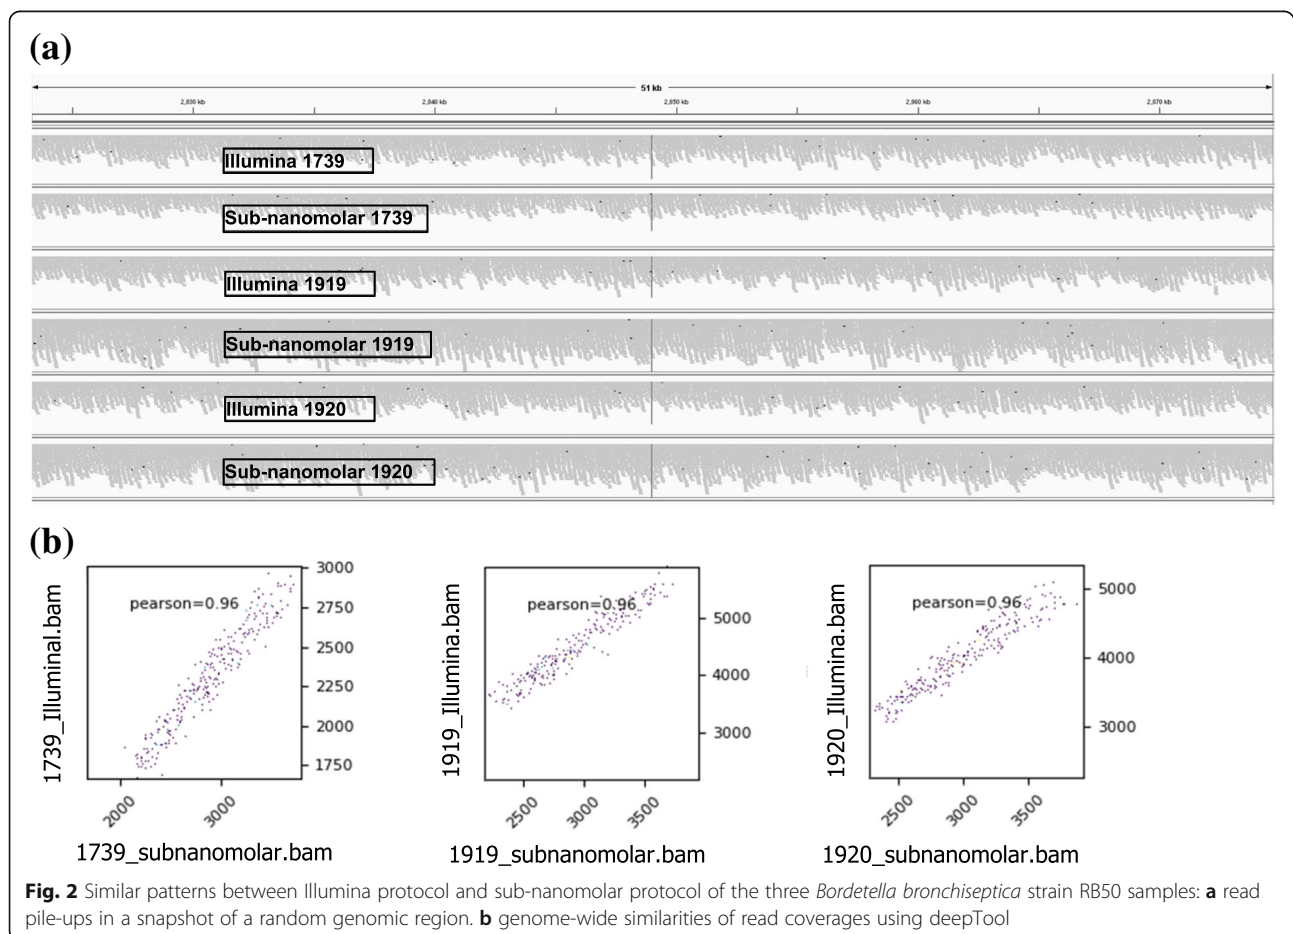 (a)
51 kb
2,830 kb 2,840 kb 2,850 kb 2,860 kb 2,870 kb
Illumina 1739
Sub-nanomolar 1739
Illumina 1919
Sub-nanomolar 1919
Illumina 1920
Sub-nanomolar 1920
(b)
1739_Illuminal.bam
pearson=0.96
3000
2750
2500
2250
2000
1750
2000 3000
1739_subnanomolar.bam
1919_Illumina.bam
pearson=0.96
5000
4000
3000
2500 3000 3500
1919_subnanomolar.bam
1920_Illumina.bam
pearson=0.96
5000
4000
3000
2500 3000 3500
1920_subnanomolar.bam
Fig. 2 Similar patterns between Illumina protocol and sub-nanomolar protocol of the three Bordetella bronchiseptica strain RB50 samples: a read
pile-ups in a snapshot of a random genomic region. b genome-wide similarities of read coverages using deepTool